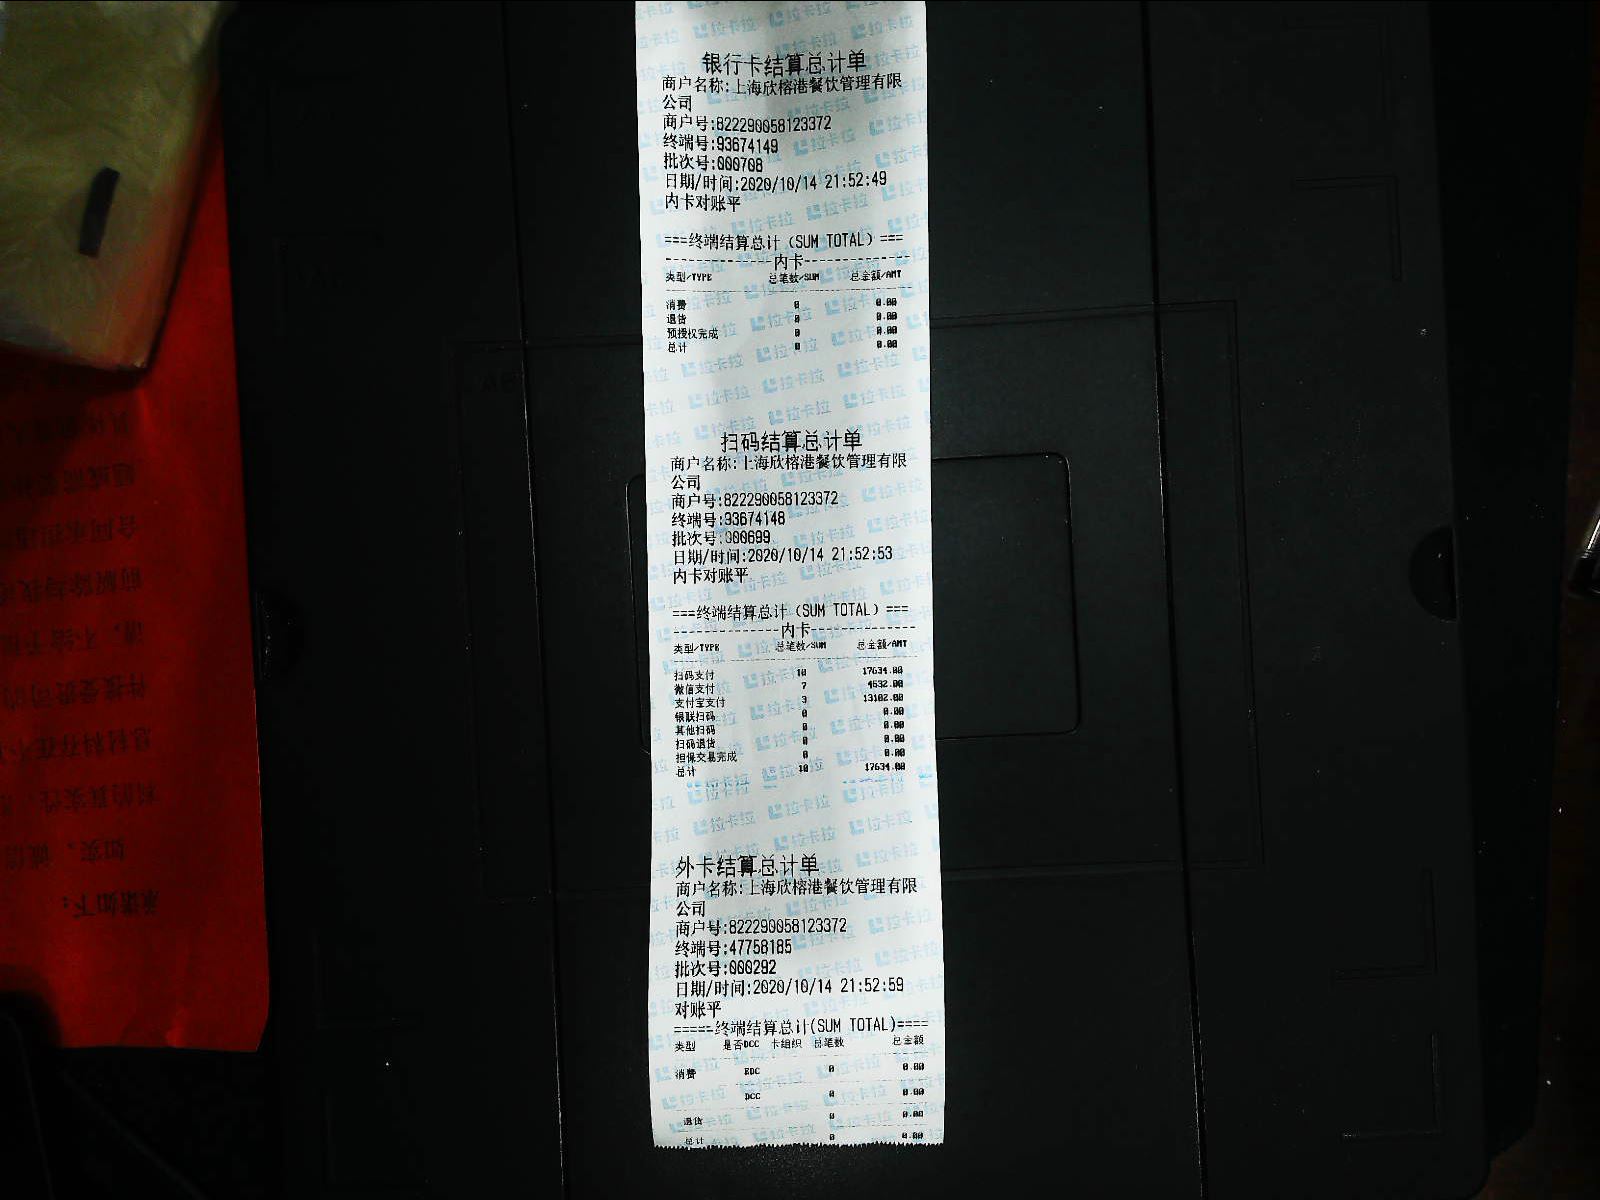 银行卡结算总计单
商户名称:上海欣榕港餐饮管理有限
公司
商户号:822290058123372
终端号:93674149
批次号:000708
日期/时间:2020/10/14 21:52:49
内卡对账平
===终端结算总计（SUM TOTAL）===
------------内卡------------
类型/TYPE 总笔数/SUM 总金额/AMT
消费 0 0.00
退货 0 0.00
预授权完成 0 0.00
总计 0 0.00
扫码结算总计单
商户名称:上海欣榕港餐饮管理有限
公司
商户号:822290058123372
终端号:93674148
批次号:000699
日期/时间:2020/10/14 21:52:53
内卡对账平
===终端结算总计（SUM TOTAL）===
------------内卡------------
类型/TYPE 总笔数/SUM 总金额/AMT
扫码支付 10 17634.00
微信支付 7 4532.00
支付宝支付 3 13102.00
银联扫码 0 0.00
其他扫码 0 0.00
扫码退货 0 0.00
担保交易完成 0 0.00
总计 10 17634.00
外卡结算总计单
商户名称:上海欣榕港餐饮管理有限
公司
商户号:822290058123372
终端号:47758185
批次号:000292
日期/时间:2020/10/14 21:52:59
对账平
=====终端结算总计(SUM TOTAL)====
类型 是否DCC 卡组织 总笔数 总金额
消费 EDC 0 0.00
DCC 0 0.00
退货 0 0.00
总计 0 0.00
拉卡拉
承诺如下：